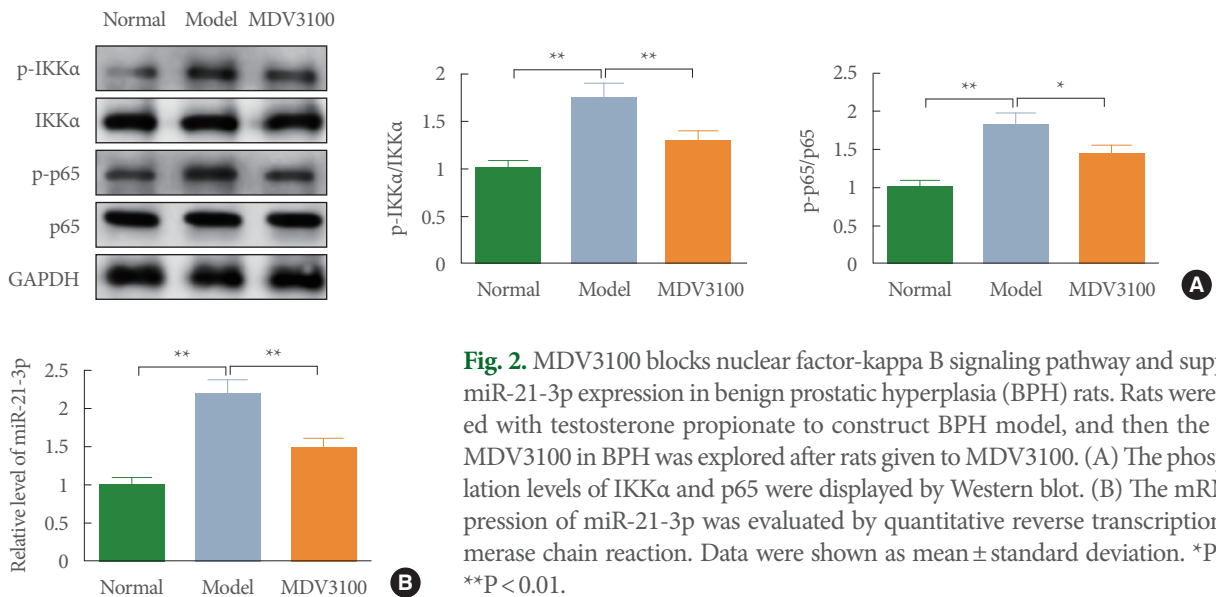 Normal Model MDV3100
p-IKKα
IKKα
p-p65
p65
GAPDH
p-IKKα/IKKα
2
1.5
1
0.5
0
** **
Normal Model MDV3100
p-p65/p65
2.5
2
1.5
1
0.5
0
** *
Normal Model MDV3100
A
Relative level of miR-21-3p
2.5
2
1.5
1
0.5
0
** **
Normal Model MDV3100
B
Fig. 2. MDV3100 blocks nuclear factor-kappa B signaling pathway and supp
miR-21-3p expression in benign prostatic hyperplasia (BPH) rats. Rats were
ed with testosterone propionate to construct BPH model, and then the
MDV3100 in BPH was explored after rats given to MDV3100. (A) The phosp
lation levels of IKKα and p65 were displayed by Western blot. (B) The mRN
pression of miR-21-3p was evaluated by quantitative reverse transcription
merase chain reaction. Data were shown as mean±standard deviation. *P
**P<0.01.